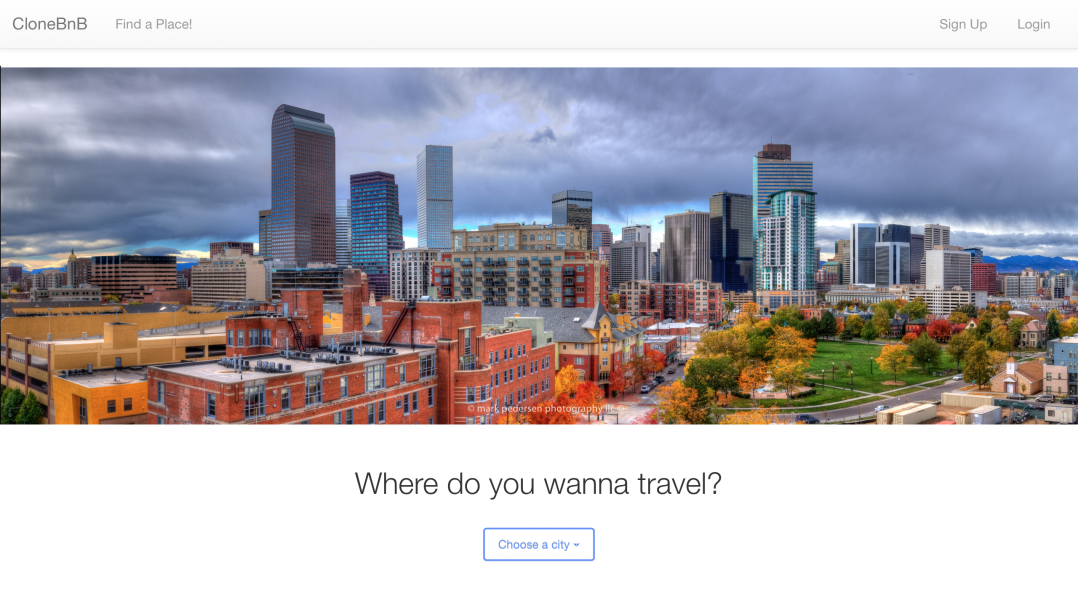 CloneBnB
Find a Place!
Sign Up
Login
© mark pedersen photography llc
Where do you wanna travel?
Choose a city